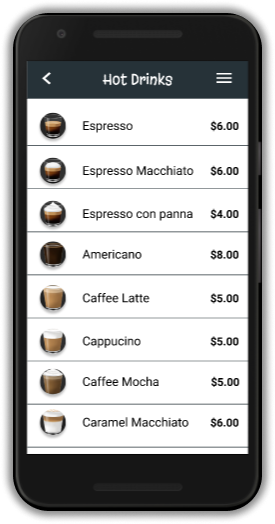 Hot Drinks
Espresso $6.00
Espresso Macchiato $6.00
Espresso con panna $4.00
Americano $8.00
Caffee Latte $5.00
Cappucino $5.00
Caffee Mocha $5.00
Caramel Macchiato $6.00